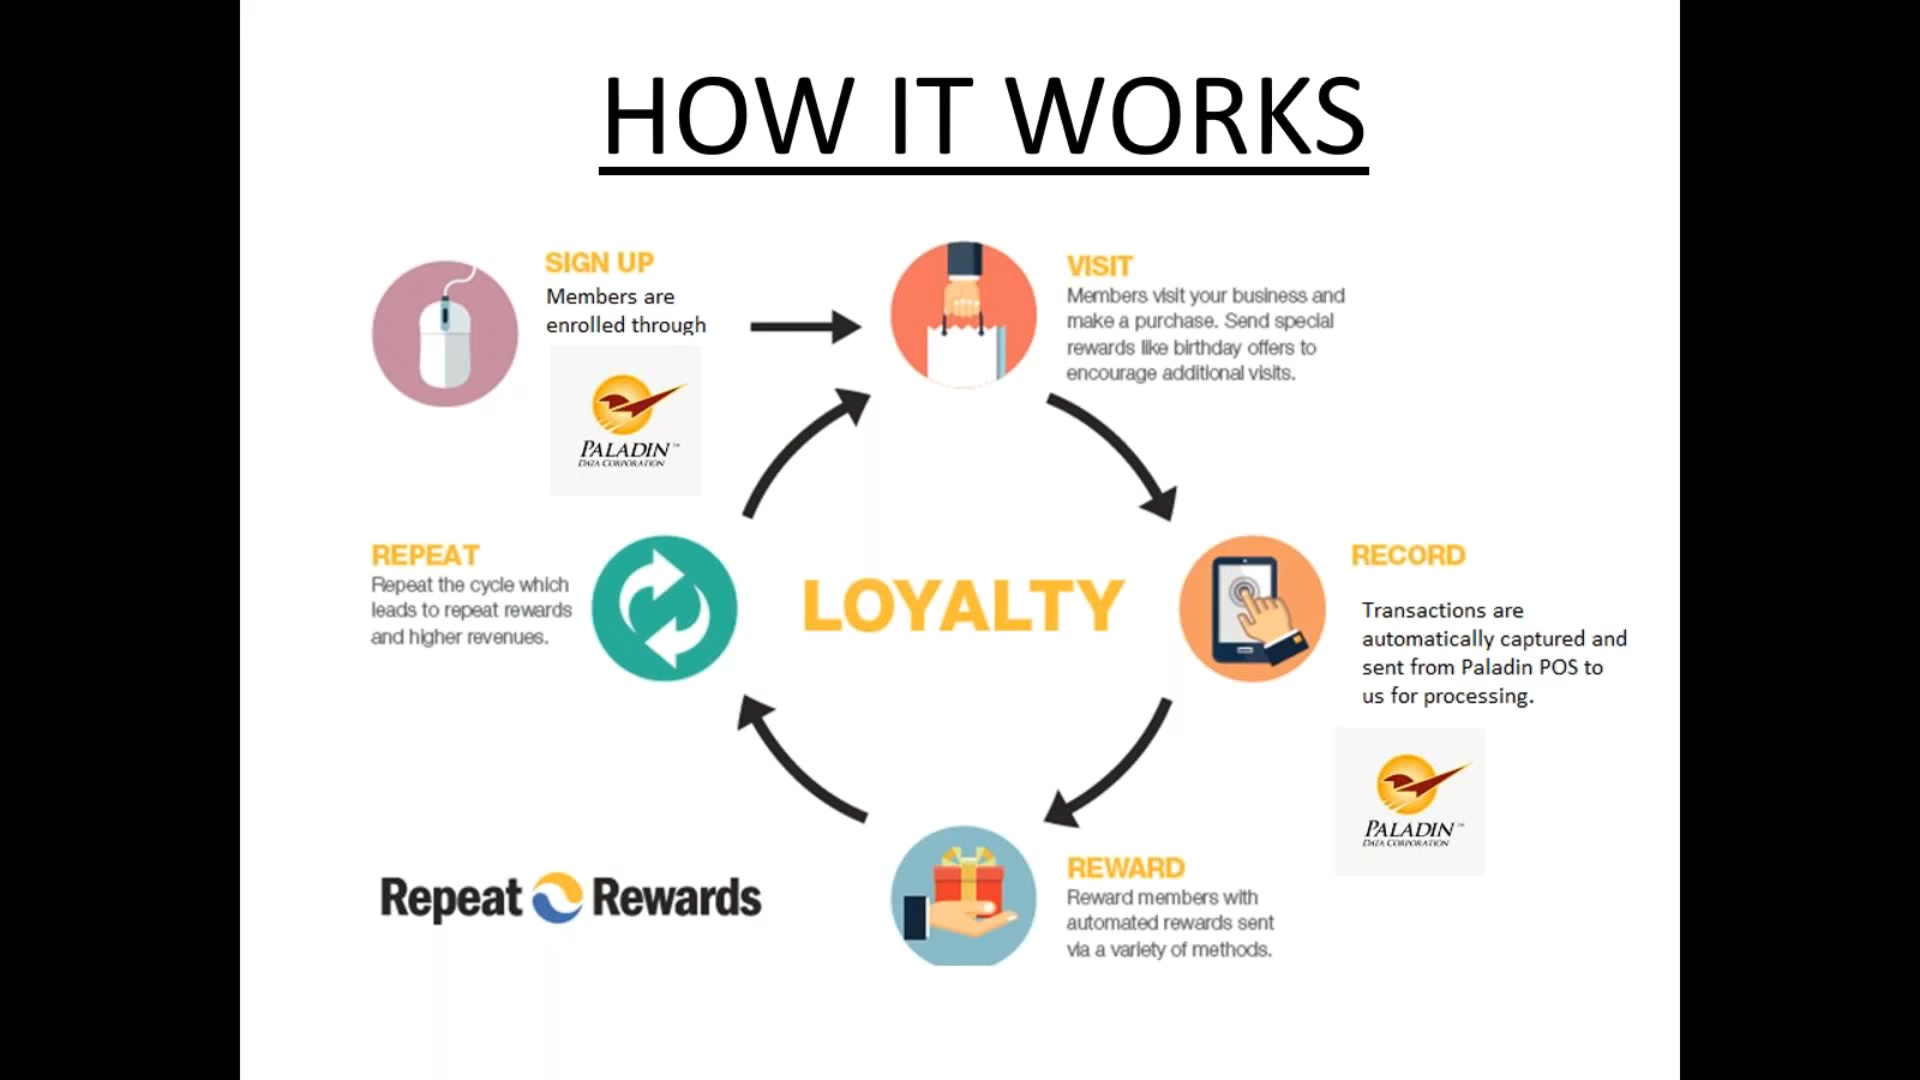 HOW IT WORKS
SIGN UP
Members are
enrolled through
PALADIN™
DATA CORPORATION
VISIT
Members visit your business and
make a purchase. Send special
rewards like birthday offers to
encourage additional visits.
REPEAT
Repeat the cycle which
leads to repeat rewards
and higher revenues.
LOYALTY
RECORD
Transactions are
automatically captured and
sent from Paladin POS to
us for processing.
PALADIN™
DATA CORPORATION
REWARD
Reward members with
automated rewards sent
via a variety of methods.
Repeat Rewards